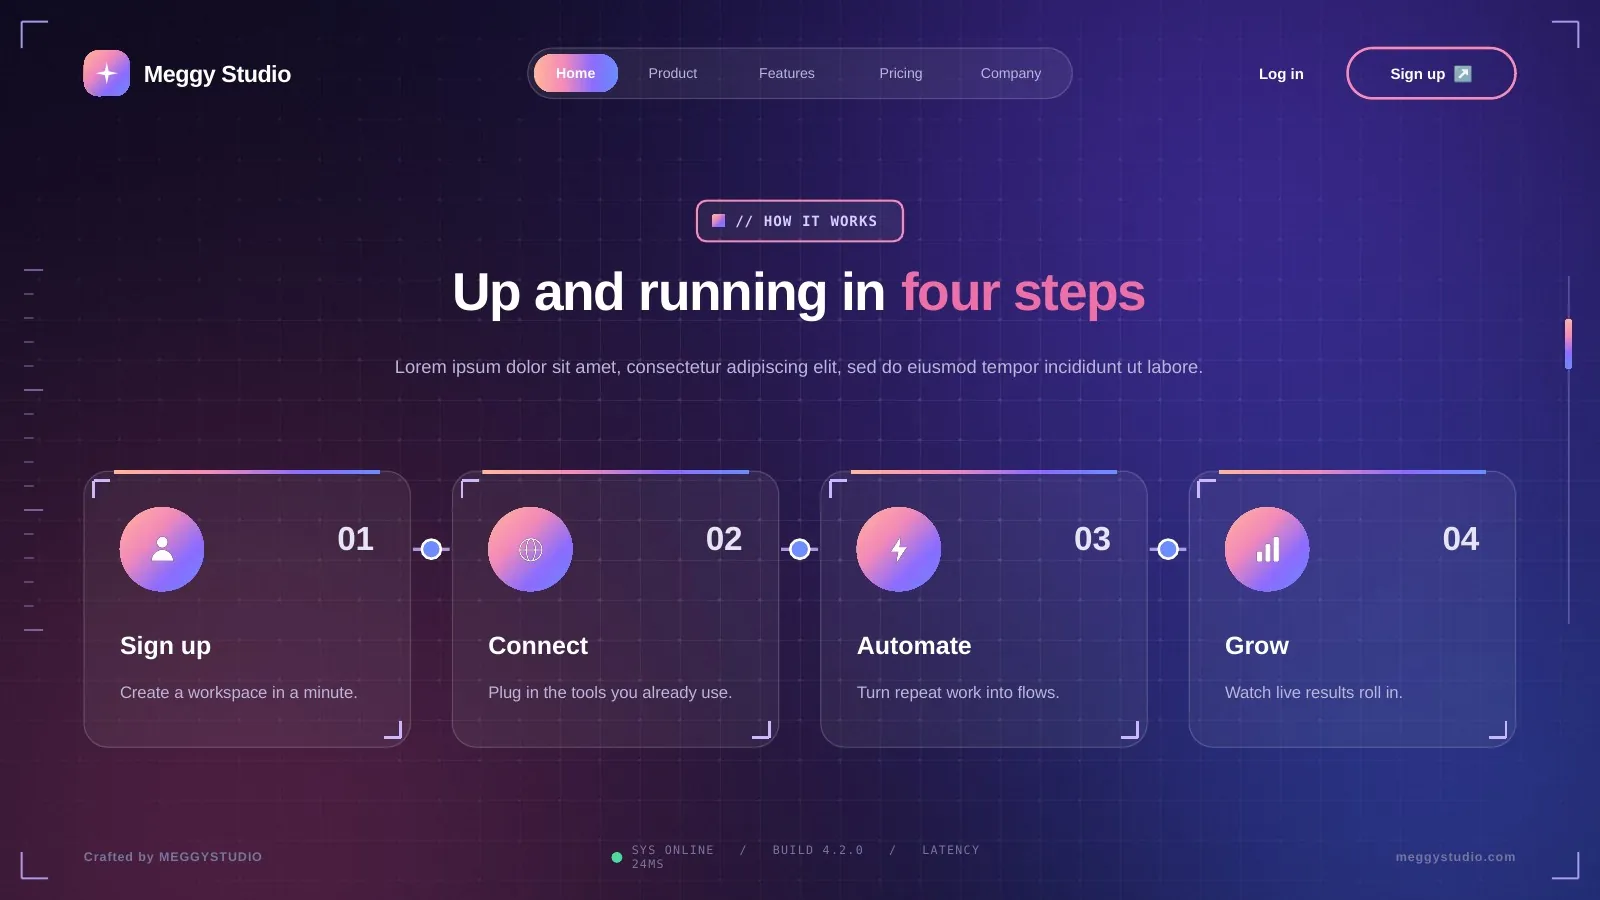 Meggy Studio
Home Product Features Pricing Company
Log in
Sign up ↗
// HOW IT WORKS
Up and running in four steps
Lorem ipsum dolor sit amet, consectetur adipiscing elit, sed do eiusmod tempor incididunt ut labore.
01
Sign up
Create a workspace in a minute.
02
Connect
Plug in the tools you already use.
03
Automate
Turn repeat work into flows.
04
Grow
Watch live results roll in.
Crafted by MEGGYSTUDIO
SYS ONLINE / BUILD 4.2.0 / LATENCY
24MS
meggystudio.com